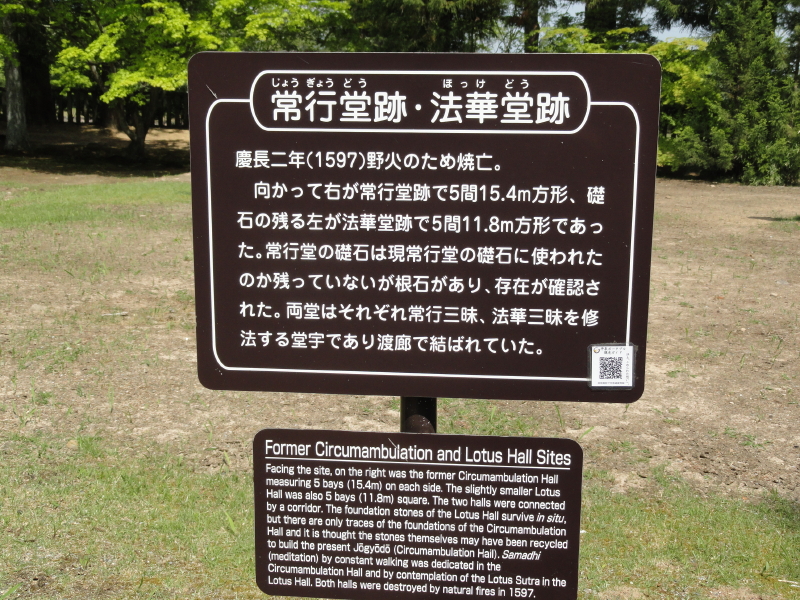 じょう ぎょう どう ほっ け どう
常行堂跡・法華堂跡
慶長二年(1597)野火のため焼亡。
向かって右が常行堂跡で5間15.4m方形、礎
石の残る左が法華堂跡で5間11.8m方形であっ
た。常行堂の礎石は現常行堂の礎石に使われた
のか残っていないが根石があり、存在が確認さ
れた。両堂はそれぞれ常行三昧、法華三昧を修
法する堂宇であり渡廊で結ばれていた。
Former Circumambulation and Lotus Hall Sites
Facing the site, on the right was the former Circumambulation Hall
measuring 5 bays (15.4m) on each side. The slightly smaller Lotus
Hall was also 5 bays (11.8m) square. The two halls were connected
by a corridor. The foundation stones of the Lotus Hall survive in situ,
but there are only traces of the foundations of the Circumambulation
Hall and it is thought the stones themselves may have been recycled
to build the present Jōgyōdō (Circumambulation Hall). Samadhi
(meditation) by constant walking was dedicated in the
Circumambulation Hall and by contemplation of the Lotus Sutra in the
Lotus Hall. Both halls were destroyed by natural fires in 1597.